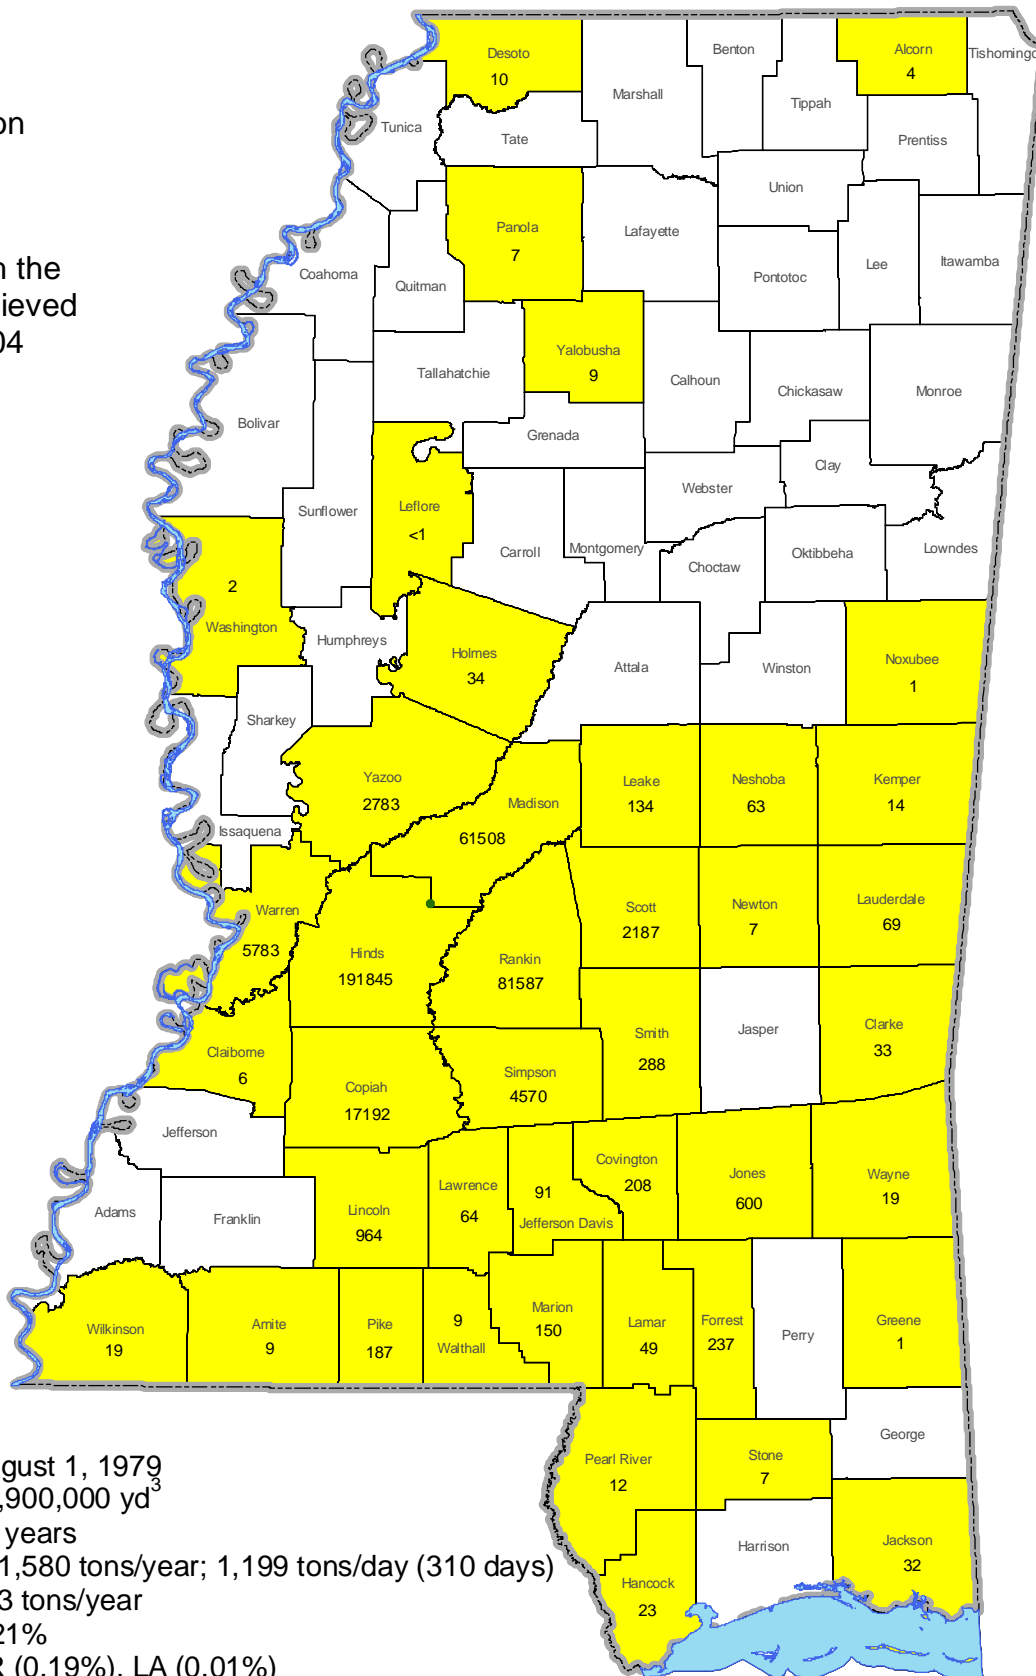 on
n the
ieved
04
Desoto
10
Benton
Alcorn
4
Tishomingo
Marshall
Tippah
Tunica
Tate
Prentiss
Union
Panola
7
Lafayette
Coahoma
Quitman
Pontotoc
Lee
Itawamba
Yalobusha
9
Tallahatchie
Calhoun
Chickasaw
Monroe
Bolivar
Grenada
Clay
Webster
Leflore
<1
Sunflower
Carroll
Montgomery
Choctaw
Oktibbeha
Lowndes
2
Washington
Humphreys
Holmes
34
Attala
Winston
Noxubee
1
Sharkey
Yazoo
2783
Madison
61508
Leake
134
Neshoba
63
Kemper
14
Issaquena
Warren
5783
Hinds
191845
Rankin
81587
Scott
2187
Newton
7
Lauderdale
69
Claiborne
6
Copiah
17192
Simpson
4570
Smith
288
Jasper
Clarke
33
Jefferson
Adams
Franklin
Lincoln
964
Lawrence
64
91
Jefferson Davis
Covington
208
Jones
600
Wayne
19
Wilkinson
19
Amite
9
Pike
187
9
Walthall
Marion
150
Lamar
49
Forrest
237
Perry
Greene
1
George
Pearl River
12
Stone
7
Harrison
Jackson
32
Hancock
23
gust 1, 1979
,900,000 yd³
years
1,580 tons/year; 1,199 tons/day (310 days)
3 tons/year
21%
R (0.19%), LA (0.01%)